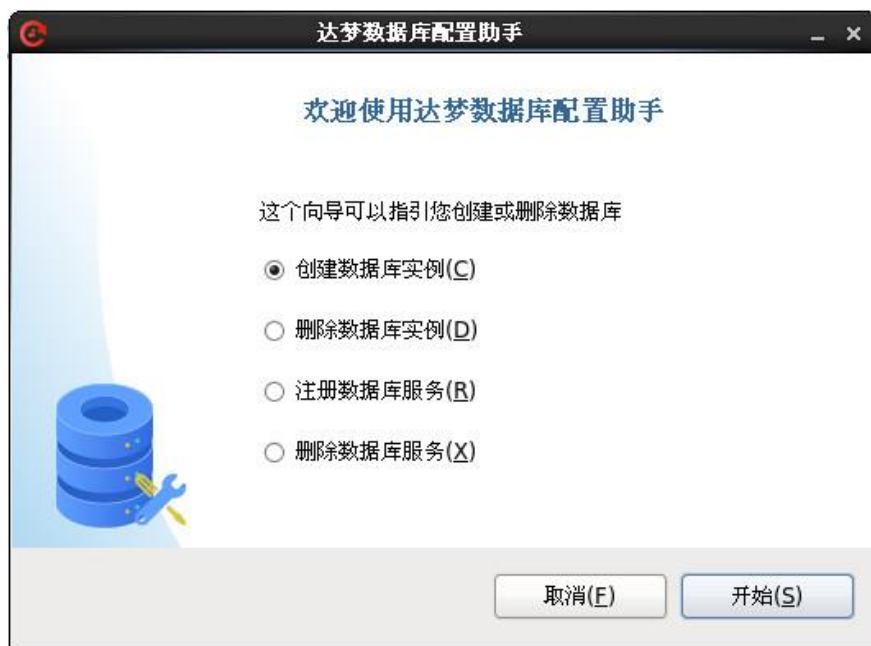 达梦数据库配置助手
欢迎使用达梦数据库配置助手
这个向导可以指引您创建或删除数据库
创建数据库实例(C)
删除数据库实例(D)
注册数据库服务(R)
删除数据库服务(X)
取消(F) 开始(S)